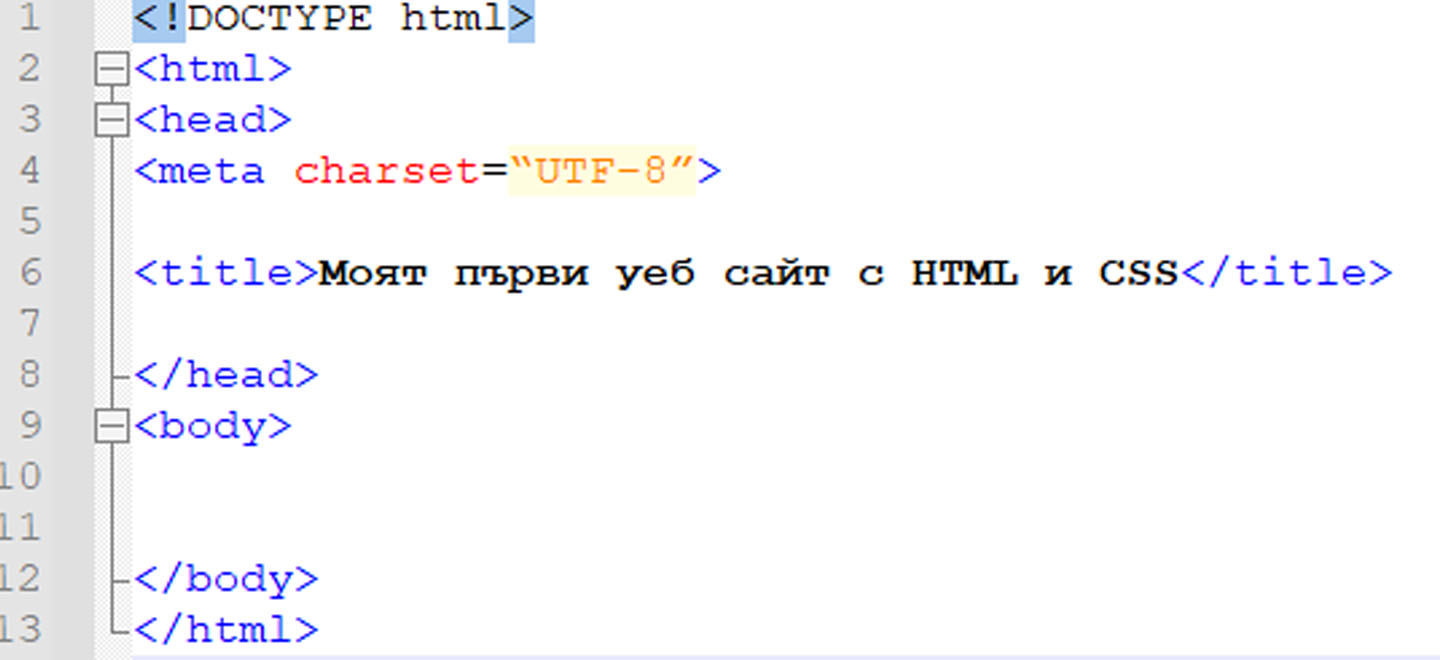 1 <!DOCTYPE html>
2 <html>
3 <head>
4 <meta charset=“UTF-8”>
5
6 <title>Моят първи уеб сайт с HTML и CSS</title>
7
8 </head>
9 <body>
10
11
12 </body>
13 </html>